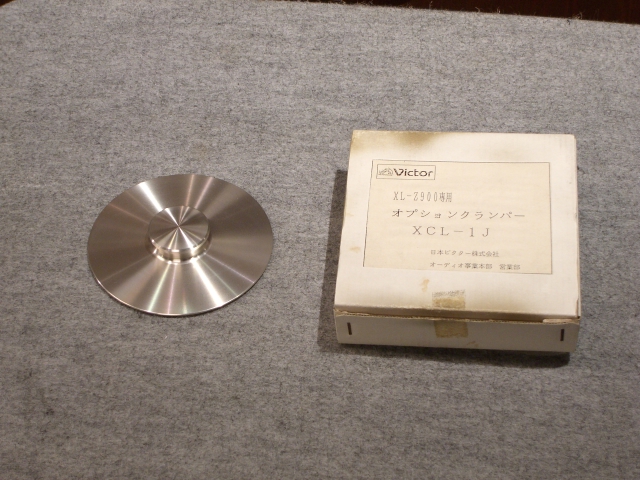 Victor
XL-Z900専用
オプションクランパー
XCL-1J
日本ビクター株式会社
オーディオ事業本部 営業部